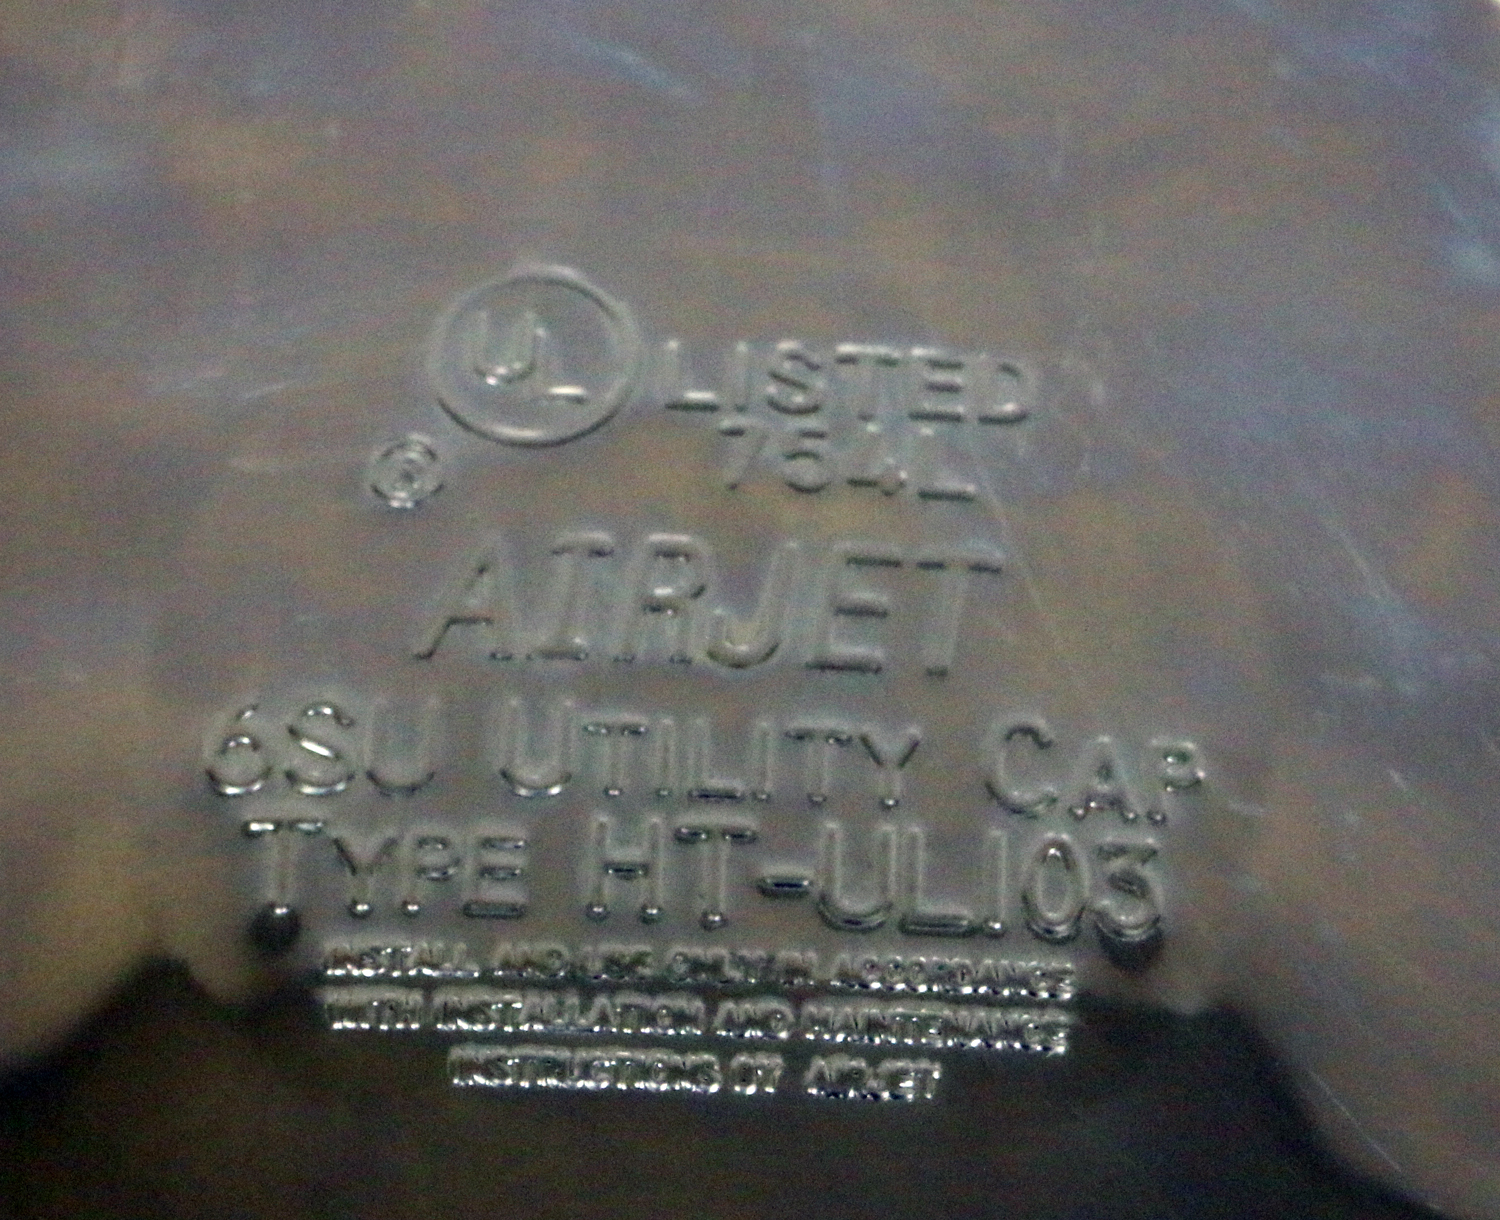 UL LISTED
®
754L
AIRJET
6SU UTILITY CAP
TYPE HT-UL103
INSTALL AND USE ONLY IN ACCORDANCE
WITH INSTALLATION AND MAINTENANCE
INSTRUCTIONS BY AIRJET